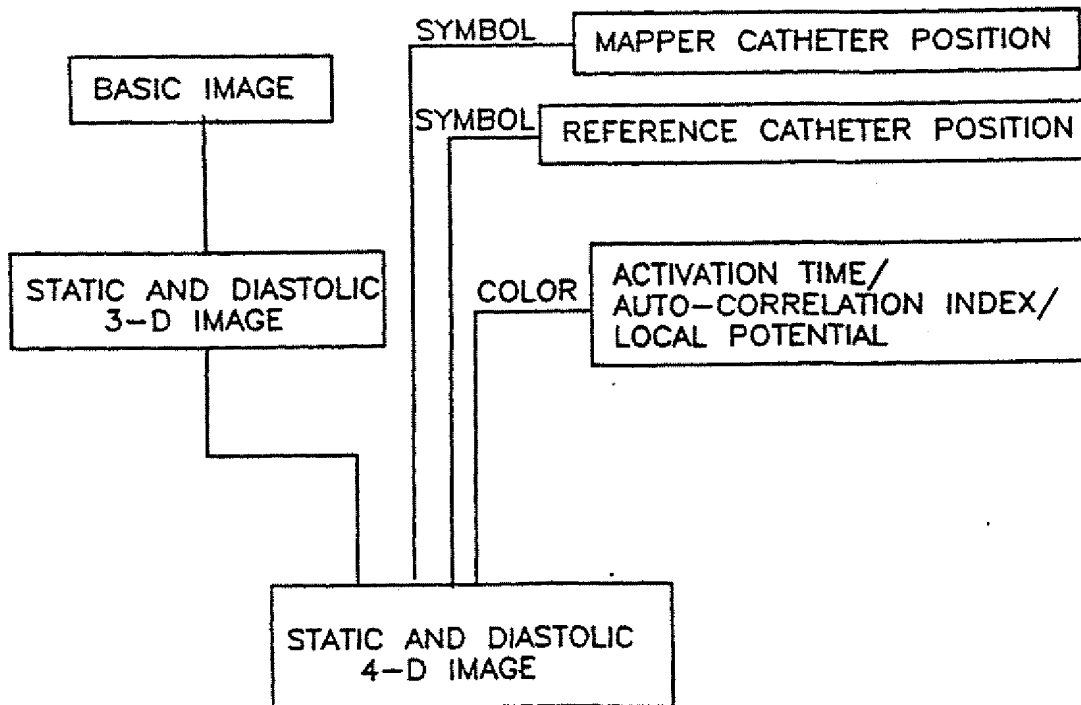 SYMBOL
MAPPER CATHETER POSITION
BASIC IMAGE
SYMBOL
REFERENCE CATHETER POSITION
STATIC AND DIASTOLIC
3-D IMAGE
COLOR
ACTIVATION TIME/
AUTO-CORRELATION INDEX/
LOCAL POTENTIAL
STATIC AND DIASTOLIC
4-D IMAGE